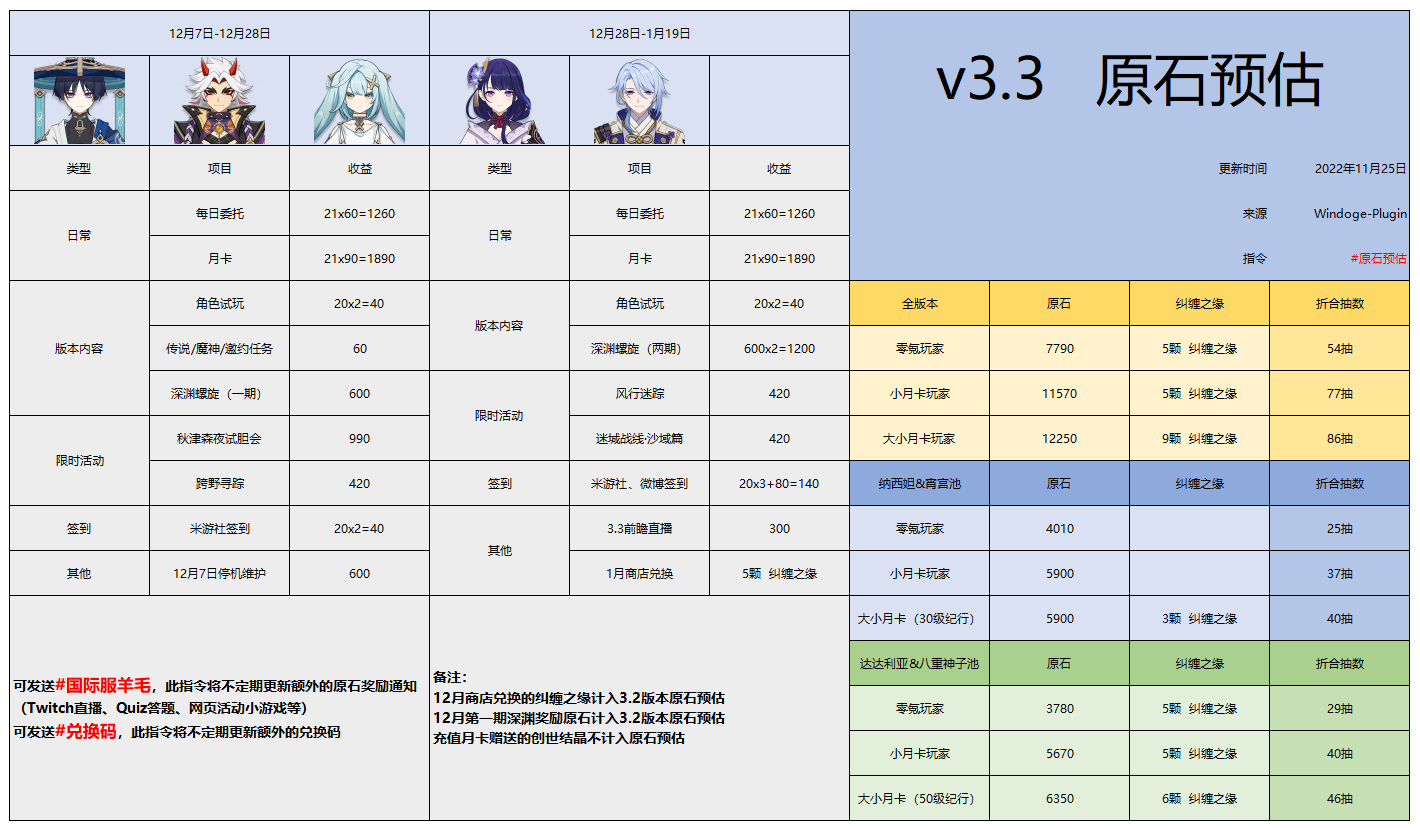 12月7日-12月28日
12月28日-1月19日
v3.3 原石预估
更新时间 2022年11月25日
来源 Windoge-Plugin
指令 #原石预估
类型 项目 收益
日常 每日委托 21x60=1260
月卡 21x90=1890
版本内容 角色试玩 20x2=40
传说/魔神/邀约任务 60
深渊螺旋（一期） 600
限时活动 秋津森夜试胆会 990
跨野寻踪 420
签到 米游社签到 20x2=40
其他 12月7日停机维护 600
可发送#国际服羊毛，此指令将不定期更新额外的原石奖励通知
（Twitch直播、Quiz答题、网页活动小游戏等）
可发送#兑换码，此指令将不定期更新额外的兑换码
类型 项目 收益
日常 每日委托 21x60=1260
月卡 21x90=1890
版本内容 角色试玩 20x2=40
深渊螺旋（两期） 600x2=1200
限时活动 风行迷踪 420
迷城战线·沙域篇 420
签到 米游社、微博签到 20x3+80=140
其他 3.3前瞻直播 300
1月商店兑换 5颗 纠缠之缘
备注：
12月商店兑换的纠缠之缘计入3.2版本原石预估
12月第一期深渊奖励原石计入3.2版本原石预估
充值月卡赠送的创世结晶不计入原石预估
全版本 原石 纠缠之缘 折合抽数
零氪玩家 7790 5颗 纠缠之缘 54抽
小月卡玩家 11570 5颗 纠缠之缘 77抽
大小月卡玩家 12250 9颗 纠缠之缘 86抽
纳西妲&宵宫池 原石 纠缠之缘 折合抽数
零氪玩家 4010 25抽
小月卡玩家 5900 37抽
大小月卡（30级纪行） 5900 3颗 纠缠之缘 40抽
达达利亚&八重神子池 原石 纠缠之缘 折合抽数
零氪玩家 3780 5颗 纠缠之缘 29抽
小月卡玩家 5670 5颗 纠缠之缘 40抽
大小月卡（50级纪行） 6350 6颗 纠缠之缘 46抽